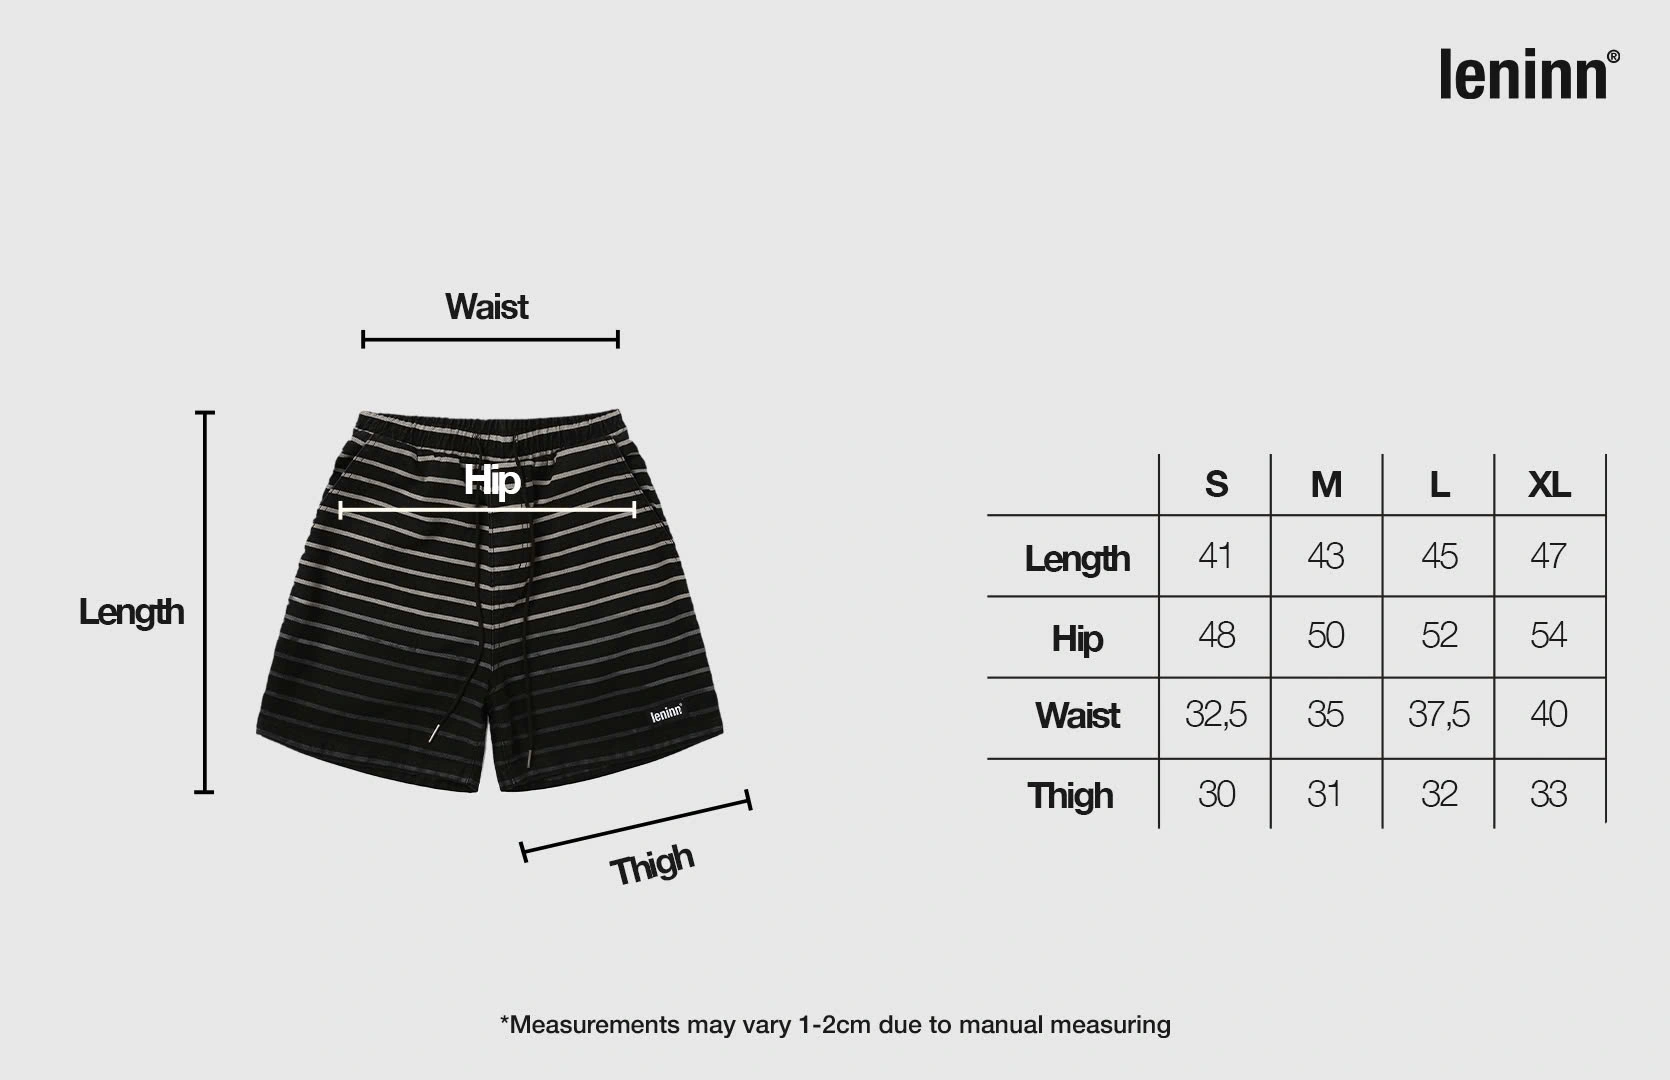 leninn®
Waist
Hip
Length
leninn®
Thigh
S M L XL
Length 41 43 45 47
Hip 48 50 52 54
Waist 32,5 35 37,5 40
Thigh 30 31 32 33
*Measurements may vary 1-2cm due to manual measuring